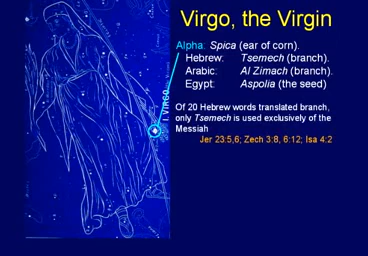 Virgo, the Virgin
Alpha: Spica (ear of corn).
Hebrew: Tsemech (branch).
Arabic: Al Zimach (branch).
Egypt: Aspolia (the seed)
Of 20 Hebrew words translated branch,
only Tsemech is used exclusively of the
Messiah
Jer 23:5,6; Zech 3:8, 6:12; Isa 4:2
I. VIRGO